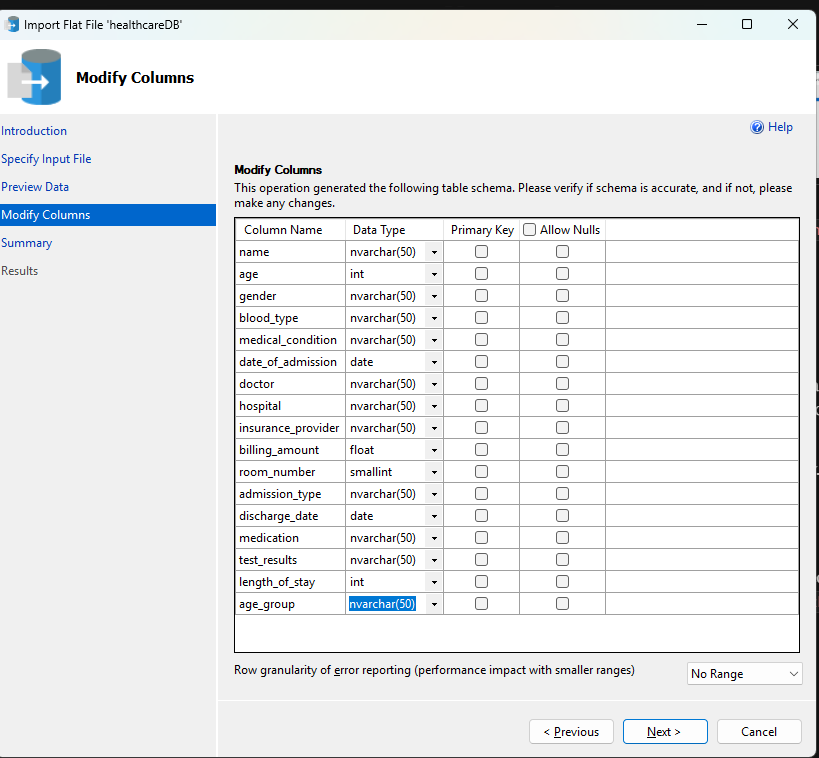 Import Flat File 'healthcareDB'
Modify Columns
Introduction
Specify Input File
Preview Data
Modify Columns
Summary
Results
Help
Modify Columns
This operation generated the following table schema. Please verify if schema is accurate, and if not, please
make any changes.
Column Name Data Type Primary Key Allow Nulls
name nvarchar(50)
age int
gender nvarchar(50)
blood_type nvarchar(50)
medical_condition nvarchar(50)
date_of_admission date
doctor nvarchar(50)
hospital nvarchar(50)
insurance_provider nvarchar(50)
billing_amount float
room_number smallint
admission_type nvarchar(50)
discharge_date date
medication nvarchar(50)
test_results nvarchar(50)
length_of_stay int
age_group nvarchar(50)
Row granularity of error reporting (performance impact with smaller ranges) No Range
< Previous Next > Cancel